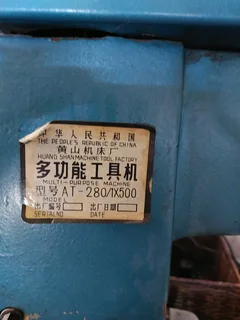 中华人民共和国
THE PEOPLE'S REPUBLIC OF CHINA
黄山机床厂
HUANG SHAN MACHINE TOOL FACTORY
多功能工具机
MULTI-PURPOSE MACHINE
型号 AT-280/1X500
MODEL
出厂编号 出厂日期
SERIALNO DATE